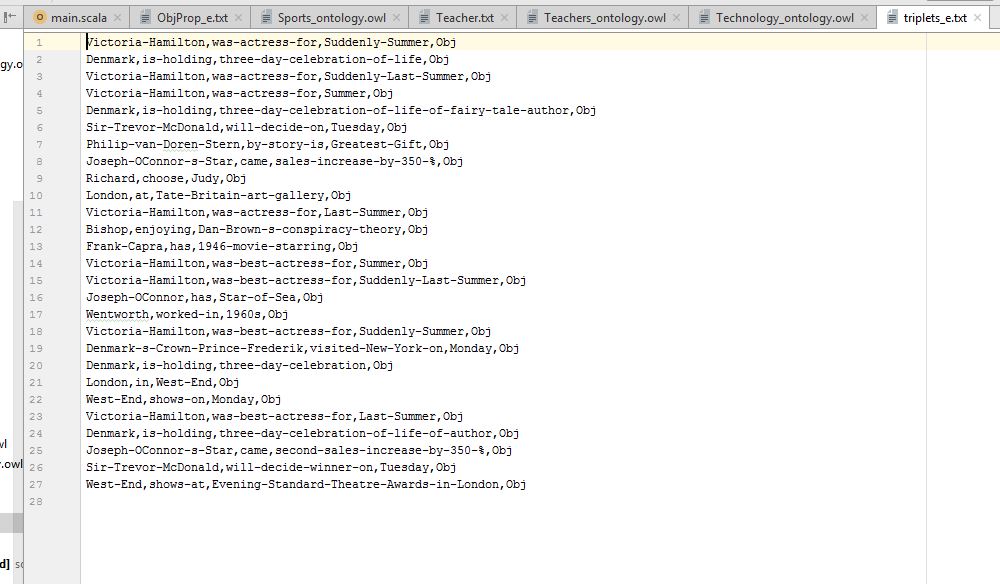 main.scala ObjProp_e.txt Sports_ontology.owl Teacher.txt Teachers_ontology.owl Technology_ontology.owl triplets_e.txt
1 Victoria-Hamilton,was-actress-for,Suddenly-Summer,Obj
gy.o
2 Denmark,is-holding,three-day-celebration-of-life,Obj
3 Victoria-Hamilton,was-actress-for,Suddenly-Last-Summer,Obj
4 Victoria-Hamilton,was-actress-for,Summer,Obj
5 Denmark,is-holding,three-day-celebration-of-life-of-fairy-tale-author,Obj
6 Sir-Trevor-McDonald,will-decide-on,Tuesday,Obj
7 Philip-van-Doren-Stern,by-story-is,Greatest-Gift,Obj
8 Joseph-OConnor-s-Star,came,sales-increase-by-350-%,Obj
9 Richard,choose,Judy,Obj
10 London,at,Tate-Britain-art-gallery,Obj
11 Victoria-Hamilton,was-actress-for,Last-Summer,Obj
12 Bishop,enjoying,Dan-Brown-s-conspiracy-theory,Obj
13 Frank-Capra,has,1946-movie-starring,Obj
14 Victoria-Hamilton,was-best-actress-for,Summer,Obj
15 Victoria-Hamilton,was-best-actress-for,Suddenly-Last-Summer,Obj
16 Joseph-OConnor,has,Star-of-Sea,Obj
17 Wentworth,worked-in,1960s,Obj
18 Victoria-Hamilton,was-best-actress-for,Suddenly-Summer,Obj
19 Denmark-s-Crown-Prince-Frederik,visited-New-York-on,Monday,Obj
20 Denmark,is-holding,three-day-celebration,Obj
21 London,in,West-End,Obj
22 West-End,shows-on,Monday,Obj
23 Victoria-Hamilton,was-best-actress-for,Last-Summer,Obj
24 Denmark,is-holding,three-day-celebration-of-life-of-author,Obj
vl
25 Joseph-OConnor-s-Star,came,second-sales-increase-by-350-%,Obj
.owl
26 Sir-Trevor-McDonald,will-decide-winner-on,Tuesday,Obj
27 West-End,shows-at,Evening-Standard-Theatre-Awards-in-London,Obj
28
d] sc